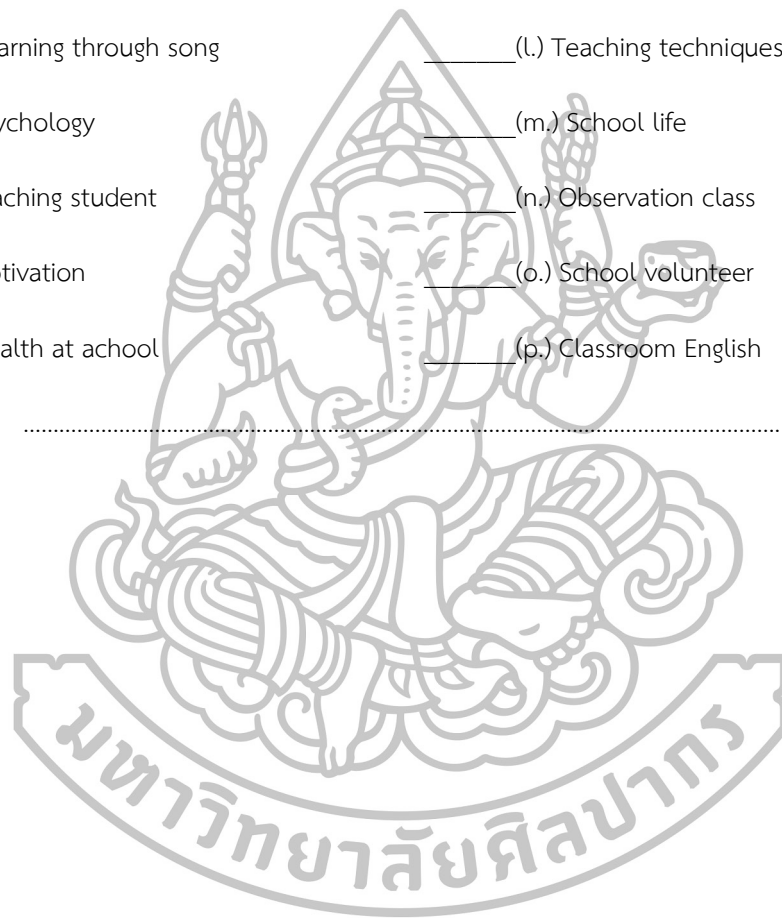 arning through song _______(l.) Teaching techniques
ychology _______(m.) School life
aching student _______(n.) Observation class
otivation _______(o.) School volunteer
alth at achool _______(p.) Classroom English
................................................................................................................................
มหาวิทยาลัยศิลปากร